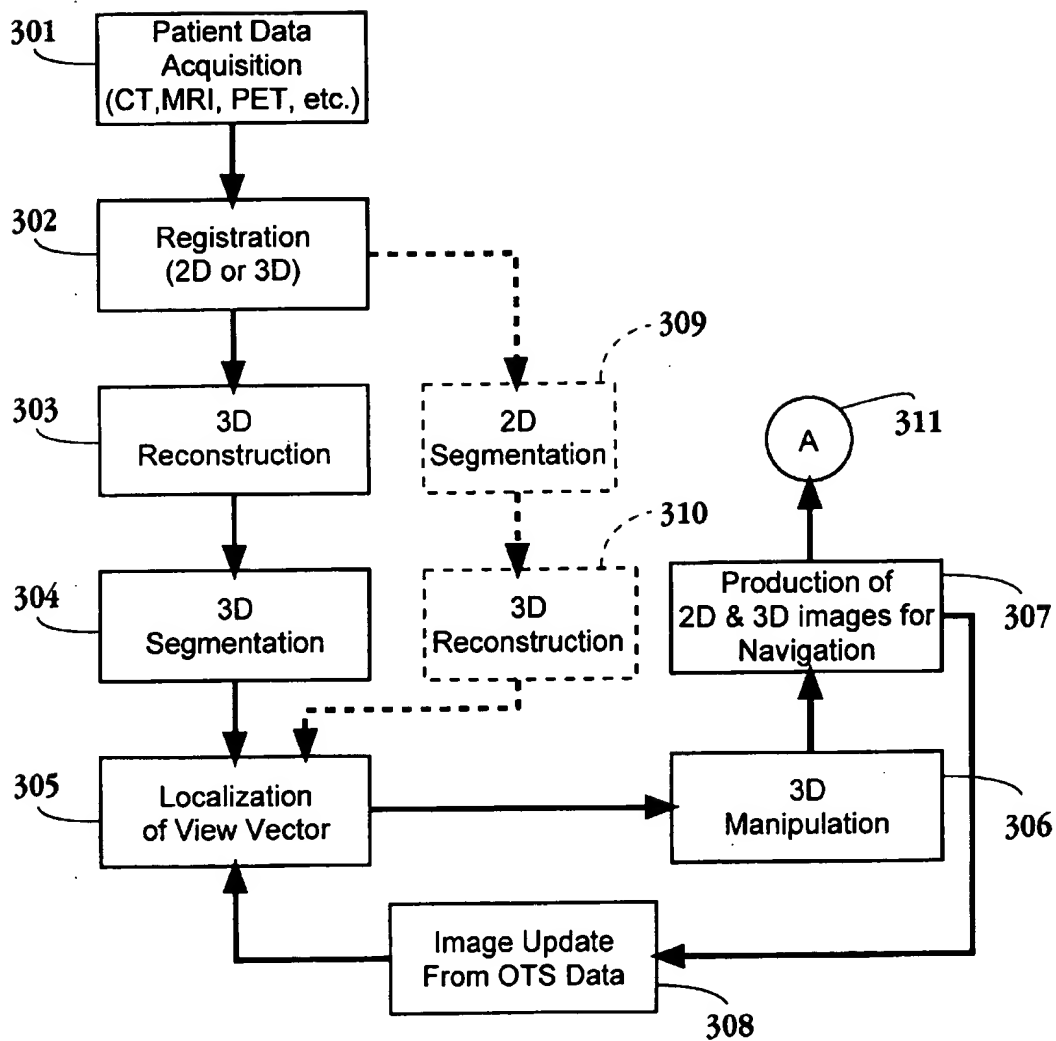 301
Patient Data
Acquisition
(CT,MRI, PET, etc.)
302
Registration
(2D or 3D)
303
3D
Reconstruction
309
2D
Segmentation
A
311
304
3D
Segmentation
310
3D
Reconstruction
Production of
2D & 3D images for
Navigation
307
305
Localization
of View Vector
3D
Manipulation
306
Image Update
From OTS Data
308